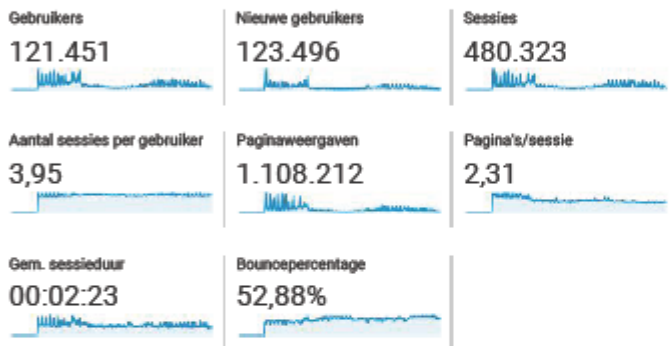 Gebruikers
121.451
Nieuwe gebruikers
123.496
Sessies
480.323
Aantal sessies per gebruiker
3,95
Paginaweergaven
1.108.212
Pagina's/sessie
2,31
Gem. sessieduur
00:02:23
Bouncepercentage
52,88%